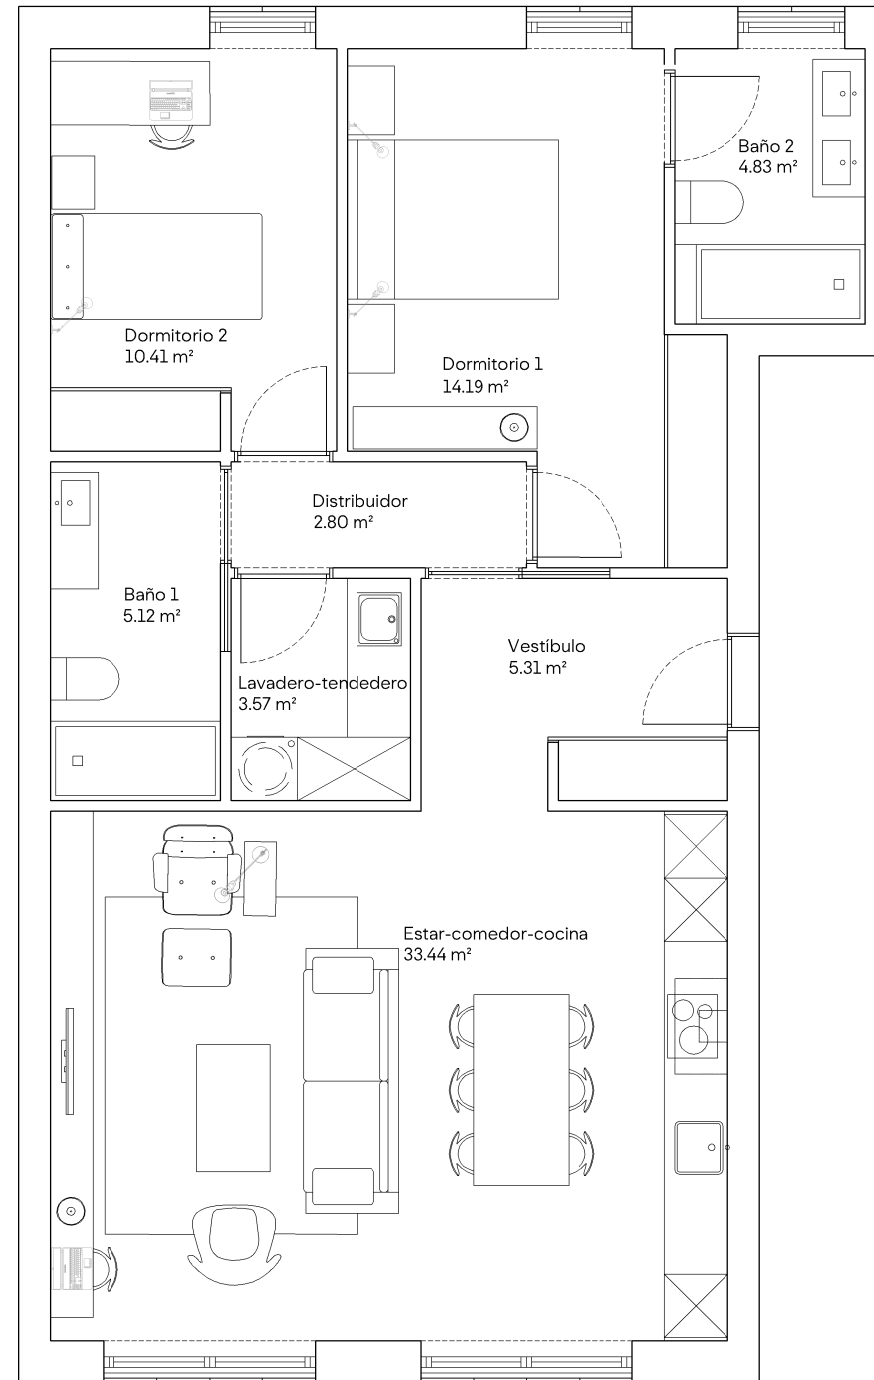 Baño 2
4.83 m²
Dormitorio 2
10.41 m²
Dormitorio 1
14.19 m²
Distribuidor
2.80 m²
Baño 1
5.12 m²
Vestíbulo
5.31 m²
Lavadero-tendedero
3.57 m²
Estar-comedor-cocina
33.44 m²